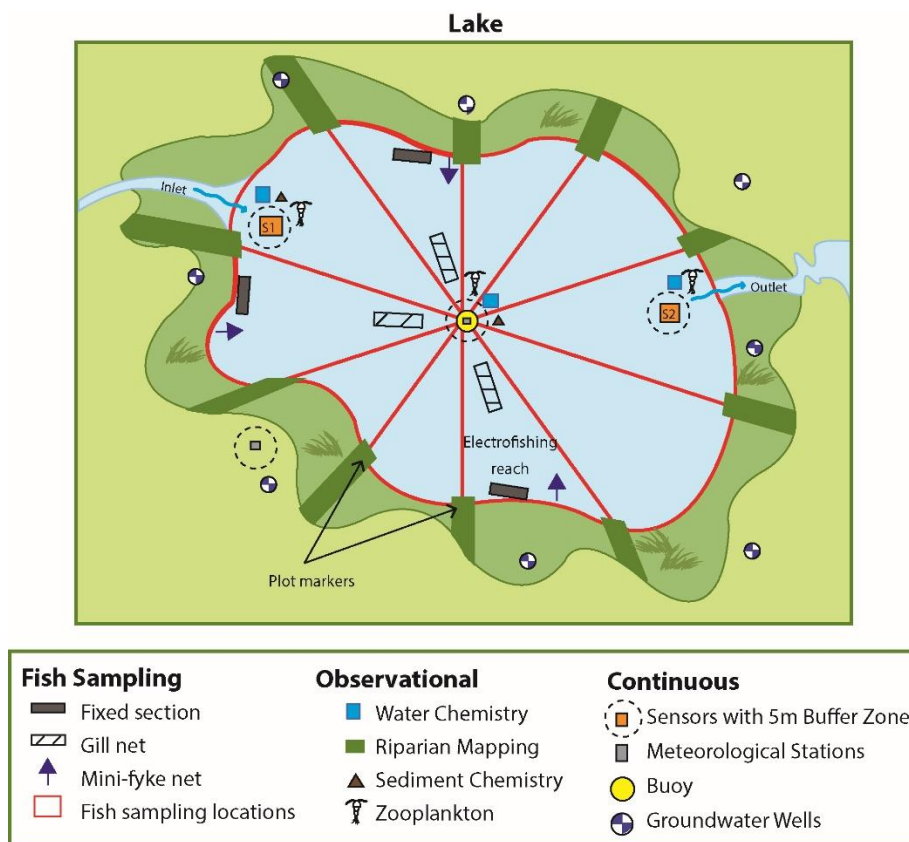 Lake
Inlet
S1
S2
Outlet
Electrofishing
reach
Plot markers
Fish Sampling
Fixed section
Gill net
Mini-fyke net
Fish sampling locations
Observational
Water Chemistry
Riparian Mapping
Sediment Chemistry
Zooplankton
Continuous
Sensors with 5m Buffer Zone
Meteorological Stations
Buoy
Groundwater Wells